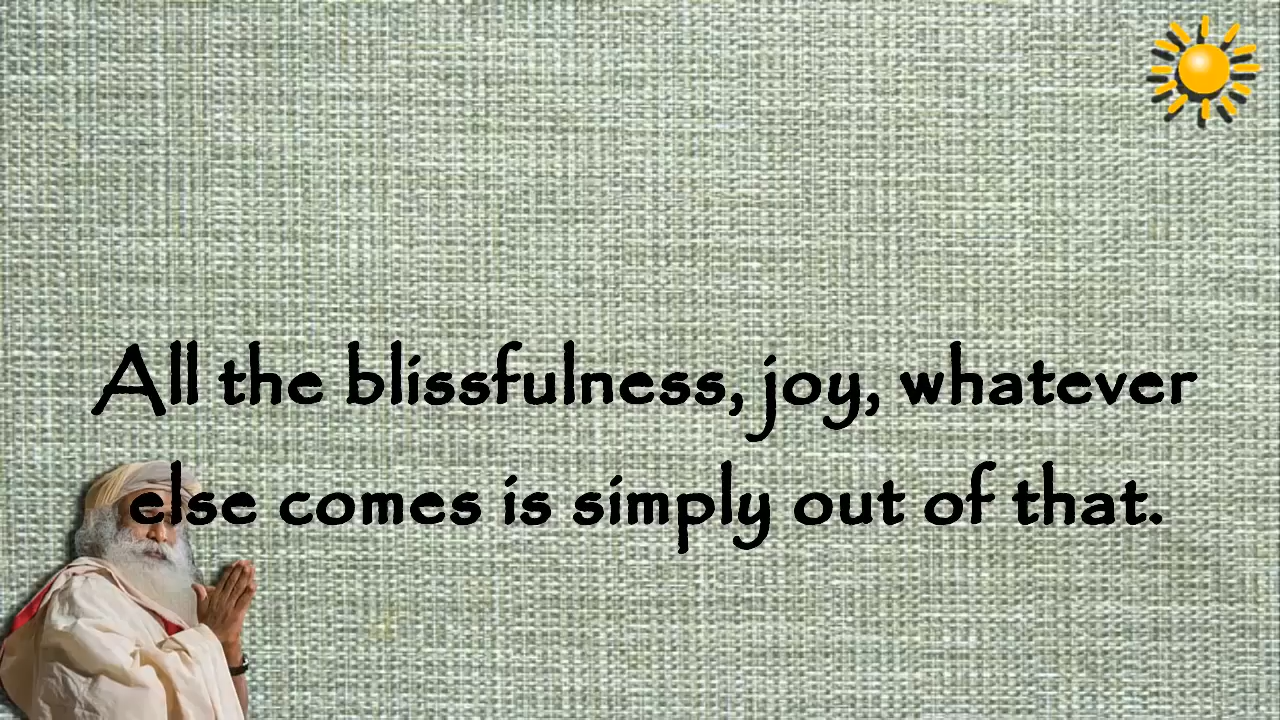 All the blissfulness, joy, whatever
else comes is simply out of that.